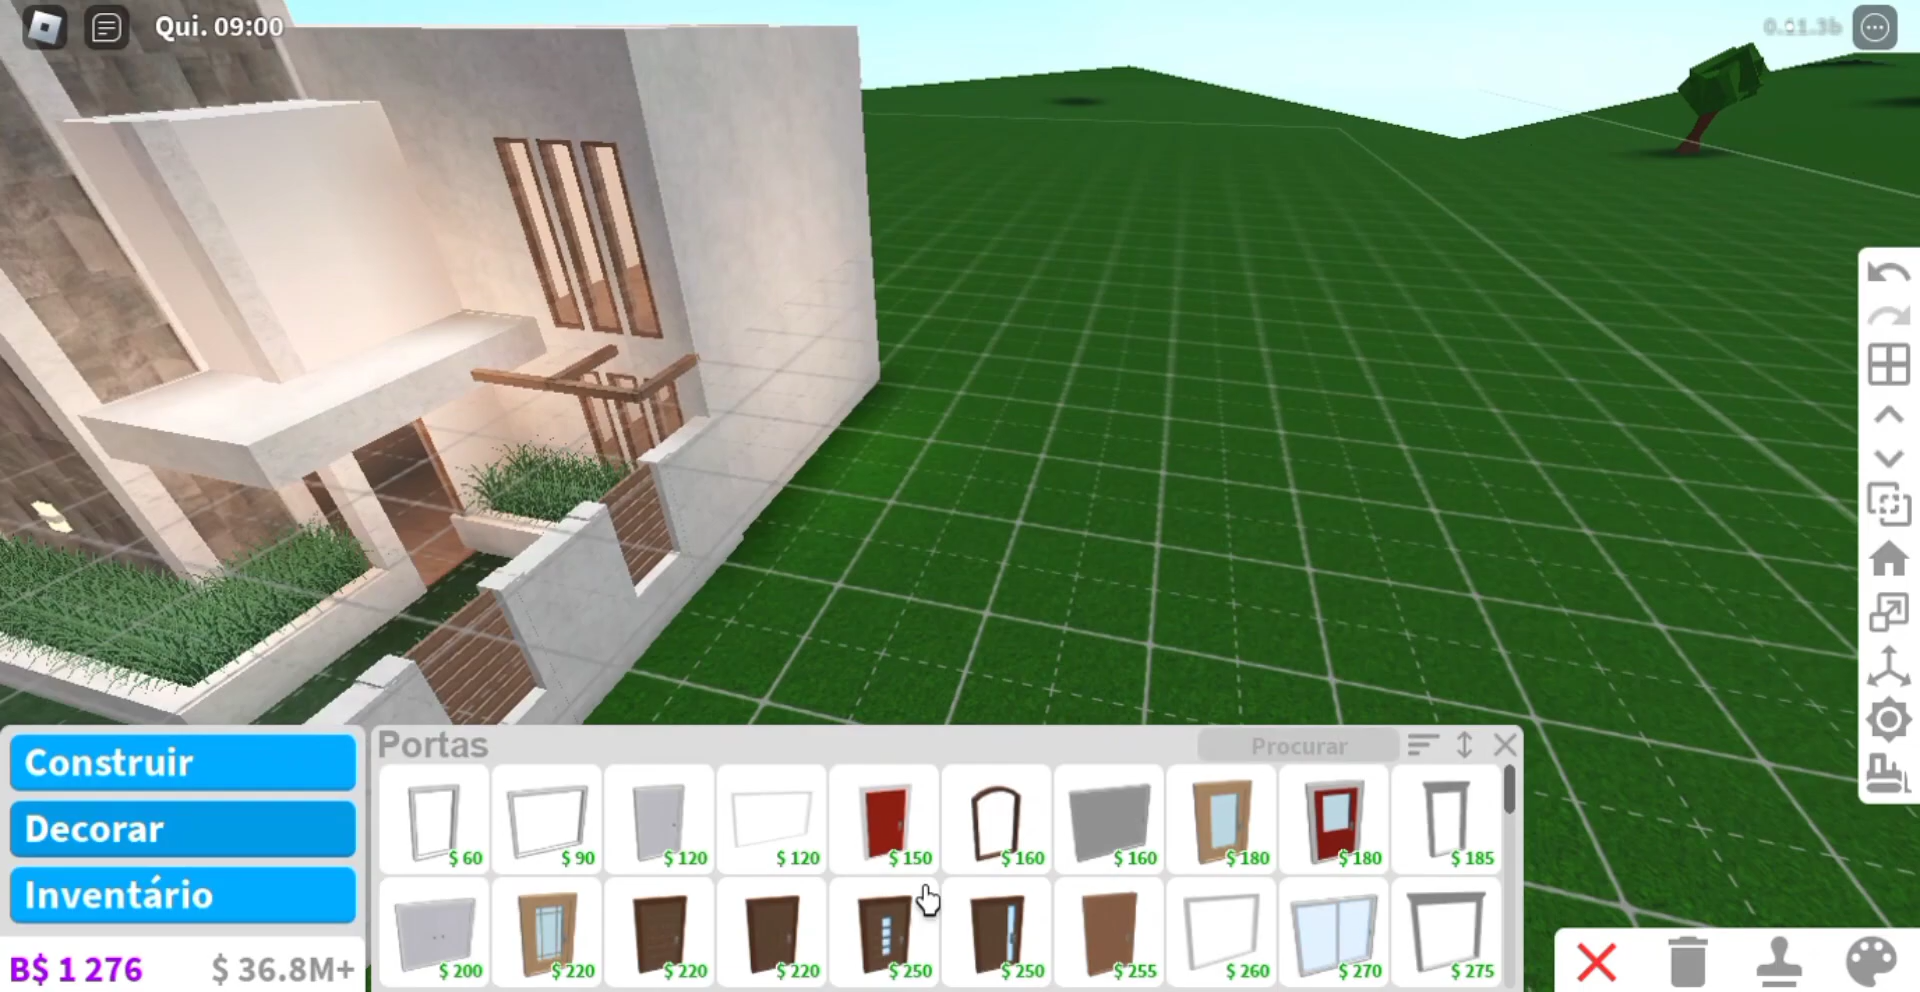 Qui. 09:00
Portas
Procurar
Construir
Decorar
Inventário
B$ 1 276
$ 36.8M+
$ 60
$ 90
$ 120
$ 120
$ 150
$ 160
$ 160
$ 180
$ 180
$ 185
$ 200
$ 220
$ 220
$ 220
$ 250
$ 250
$ 255
$ 260
$ 270
$ 275